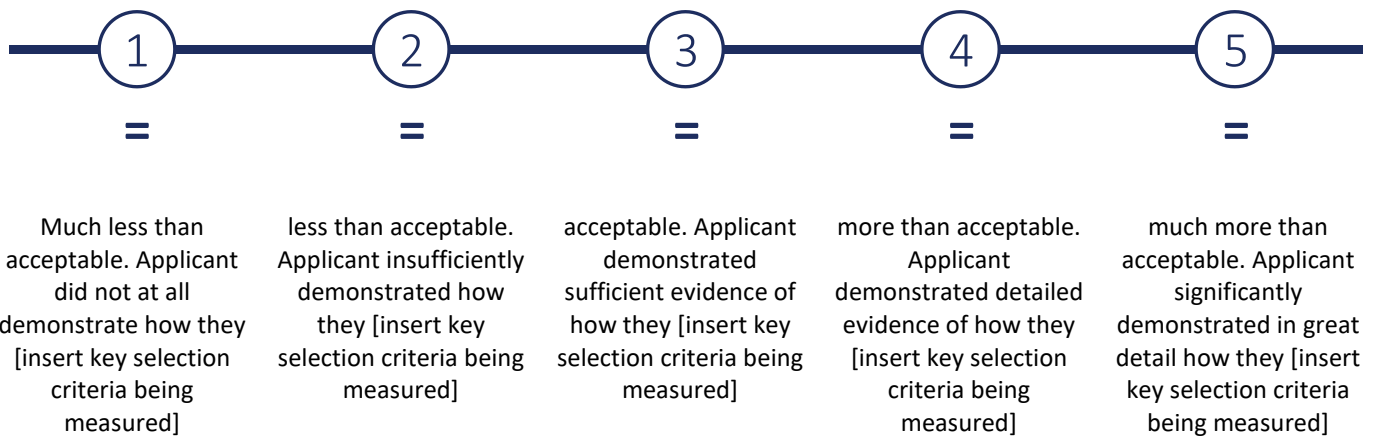 1
2
3
4
5
=
=
=
=
=
Much less than
acceptable. Applicant
did not at all
demonstrate how they
[insert key selection
criteria being
measured]
less than acceptable.
Applicant insufficiently
demonstrated how
they [insert key
selection criteria being
measured]
acceptable. Applicant
demonstrated
sufficient evidence of
how they [insert key
selection criteria being
measured]
more than acceptable.
Applicant
demonstrated detailed
evidence of how they
[insert key selection
criteria being
measured]
much more than
acceptable. Applicant
significantly
demonstrated in great
detail how they [insert
key selection criteria
being measured]